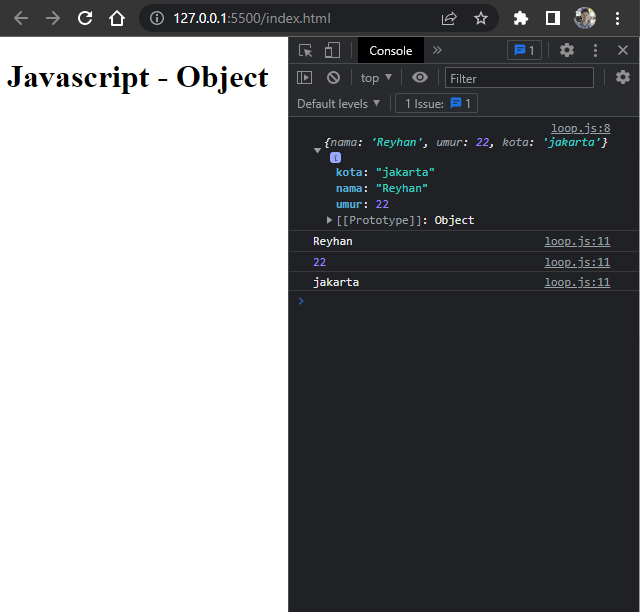 127.0.0.1:5500/index.html
Javascript - Object
Console
1
top
Filter
Default levels
1 Issue: 1
loop.js:8
{nama: 'Reyhan', umur: 22, kota: 'jakarta'}
i
kota: "jakarta"
nama: "Reyhan"
umur: 22
[[Prototype]]: Object
Reyhan loop.js:11
22 loop.js:11
jakarta loop.js:11